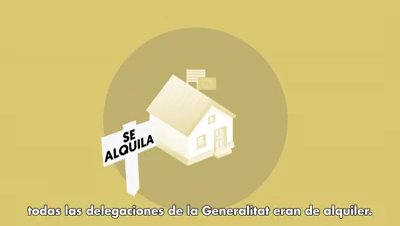 SE
ALQUILA
todas las delegaciones de la Generalitat eran de alquiler.